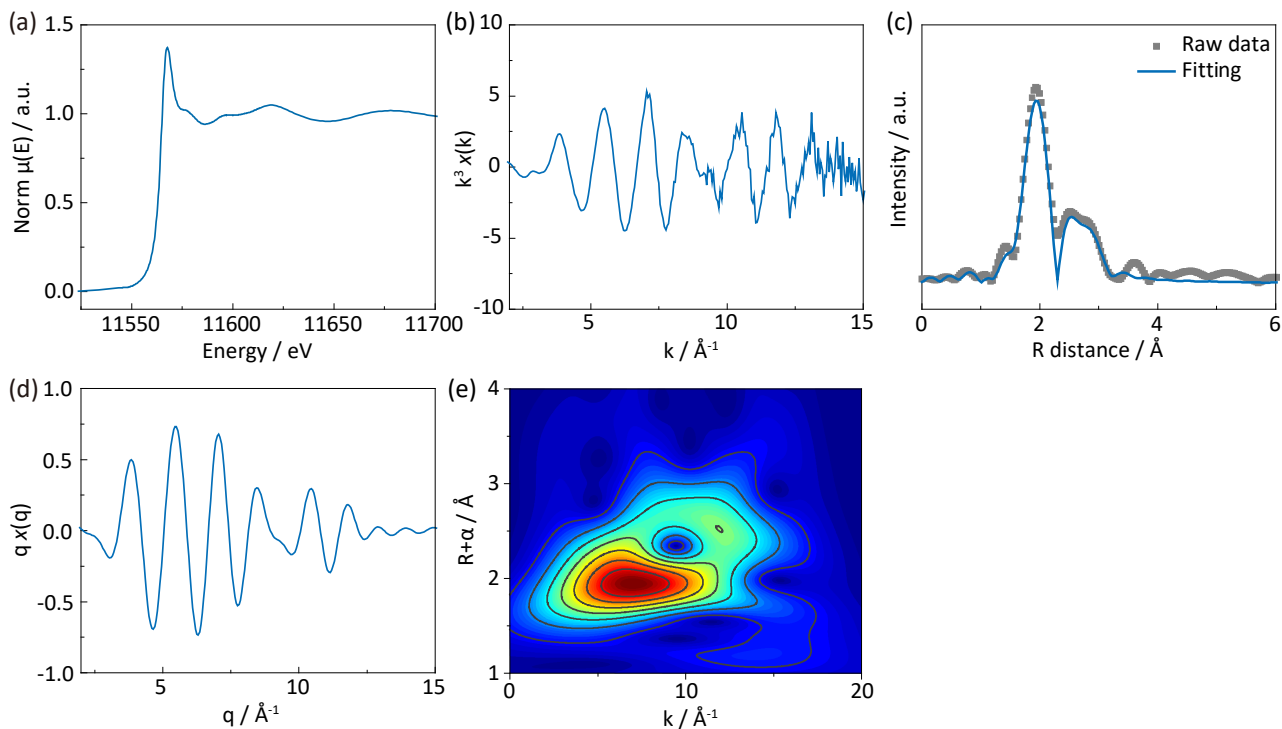 (a)
1.5
1.0
0.5
0.0
Norm μ(E) / a.u.
11550
11600
11650
11700
Energy / eV
(b)
10
5
0
-5
-10
k³ x(k)
5
10
15
k / Å⁻¹
(c)
Raw data
Fitting
Intensity / a.u.
0
2
4
6
R distance / Å
(d)
1.0
0.5
0.0
-0.5
-1.0
q x(q)
5
10
15
q / Å⁻¹
(e)
4
3
2
1
R+α / Å
0
10
20
k / Å⁻¹